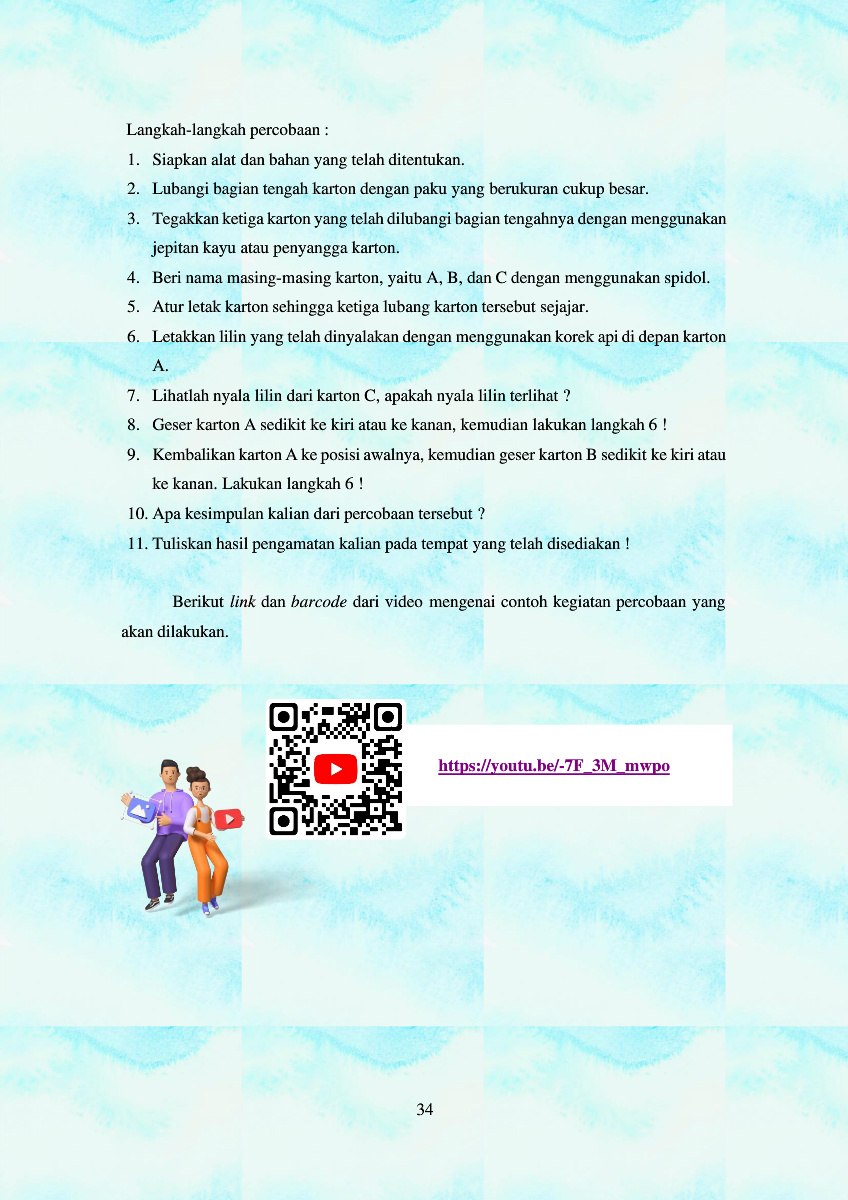 Langkah-langkah percobaan :
1. Siapkan alat dan bahan yang telah ditentukan.
2. Lubangi bagian tengah karton dengan paku yang berukuran cukup besar.
3. Tegakkan ketiga karton yang telah dilubangi bagian tengahnya dengan menggunakan
jepitan kayu atau penyangga karton.
4. Beri nama masing-masing karton, yaitu A, B, dan C dengan menggunakan spidol.
5. Atur letak karton sehingga ketiga lubang karton tersebut sejajar.
6. Letakkan lilin yang telah dinyalakan dengan menggunakan korek api di depan karton
A.
7. Lihatlah nyala lilin dari karton C, apakah nyala lilin terlihat ?
8. Geser karton A sedikit ke kiri atau ke kanan, kemudian lakukan langkah 6 !
9. Kembalikan karton A ke posisi awalnya, kemudian geser karton B sedikit ke kiri atau
ke kanan. Lakukan langkah 6 !
10. Apa kesimpulan kalian dari percobaan tersebut ?
11. Tuliskan hasil pengamatan kalian pada tempat yang telah disediakan !
Berikut link dan barcode dari video mengenai contoh kegiatan percobaan yang
akan dilakukan.
https://youtu.be/-7F_3M_mwpo
34